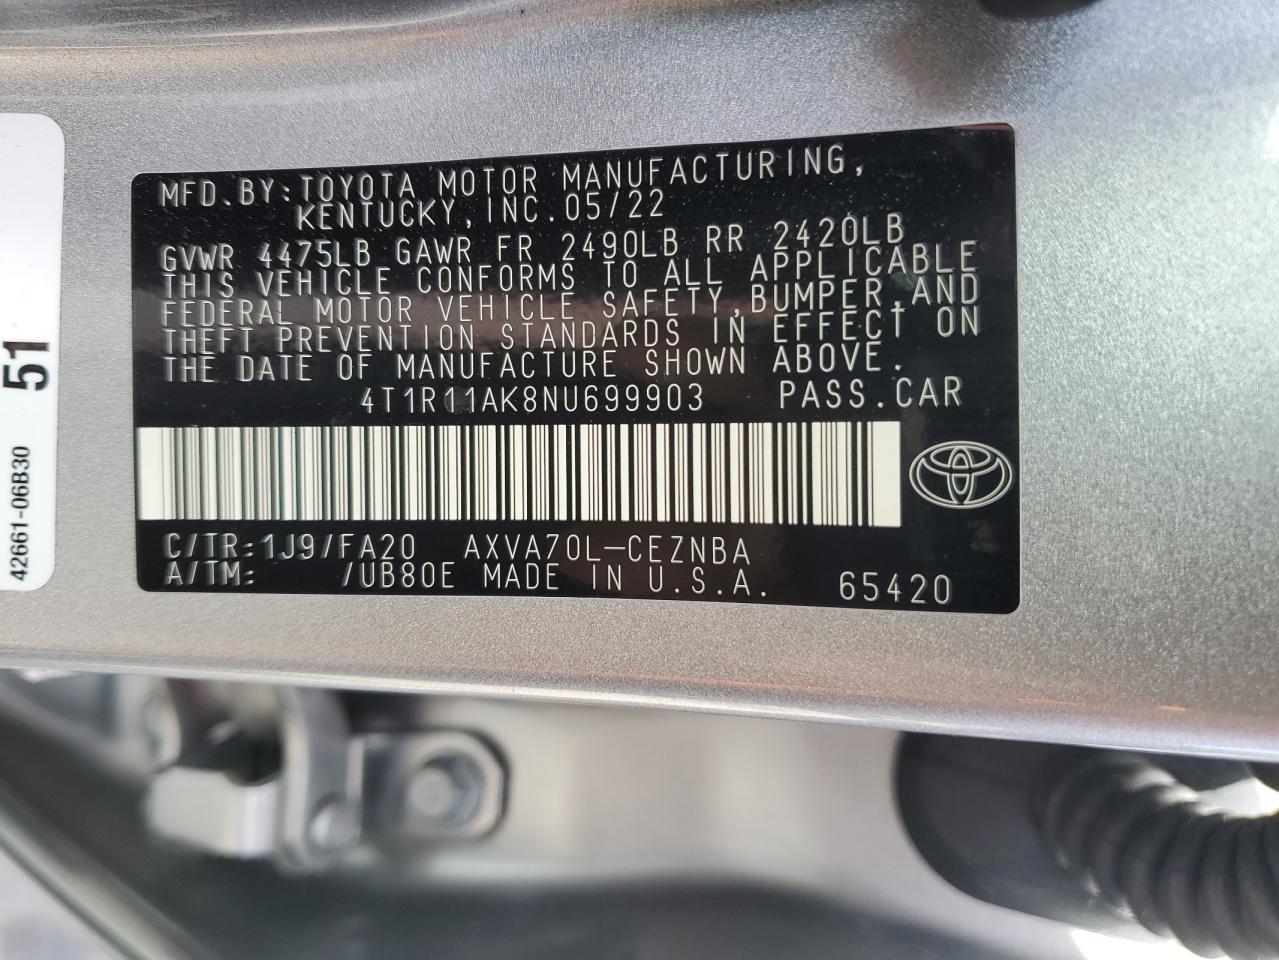 MFD.BY:TOYOTA MOTOR MANUFACTURING,
KENTUCKY,INC.05/22
GVWR 4475LB GAWR FR 2490LB RR 2420LB
THIS VEHICLE CONFORMS TO ALL APPLICABLE
FEDERAL MOTOR VEHICLE SAFETY,BUMPER,AND
THEFT PREVENTION STANDARDS IN EFFECT ON
THE DATE OF MANUFACTURE SHOWN ABOVE.
4T1R11AK8NU699903 PASS.CAR
C/TR:1J9/FA20 AXVA70L-CEZNBA
A/TM: /UB80E MADE IN U.S.A. 65420
51
42661-06B30